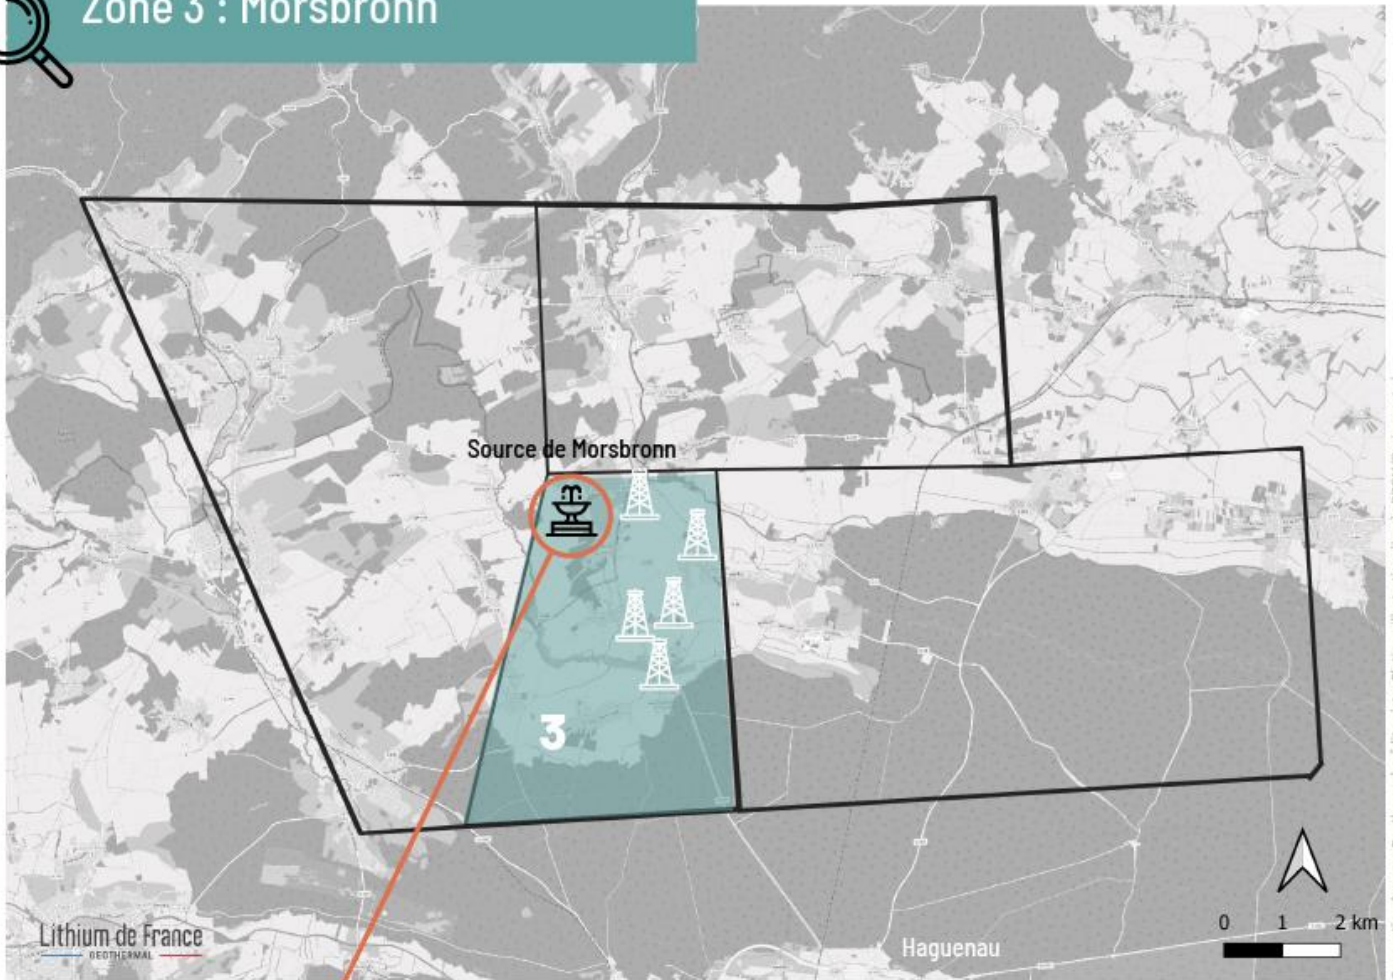 Zone 3 : Morsbronn
Source de Morsbronn
3
0 1 2 km
Haguenau
Lithium de France
GEOTHERMAL